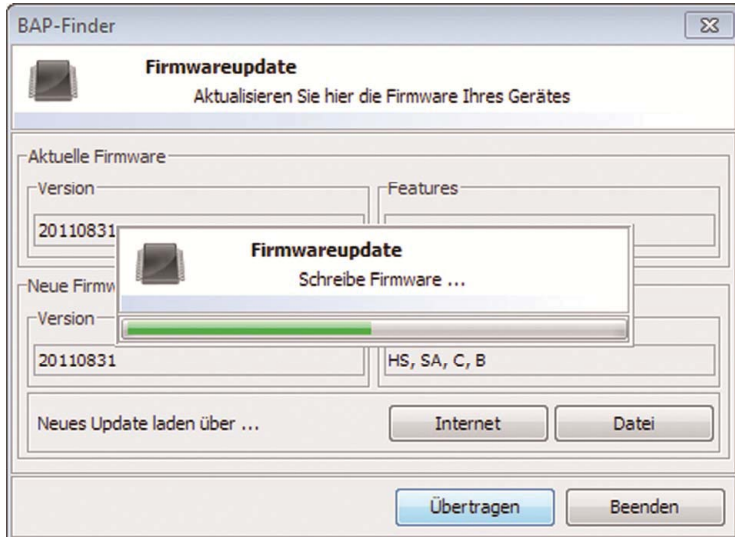 BAP-Finder
Firmwareupdate
Aktualisieren Sie hier die Firmware Ihres Gerätes
Aktuelle Firmware
Version
Features
20110831
Firmwareupdate
Schreibe Firmware ...
Neue Firmw
Version
20110831
HS, SA, C, B
Neues Update laden über ...
Internet
Datei
Übertragen
Beenden